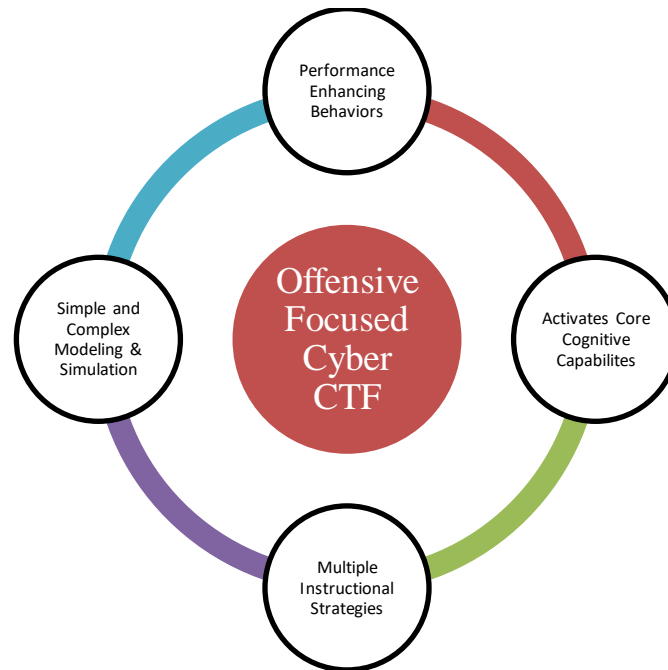 Performance
Enhancing
Behaviors
Offensive
Focused
Cyber
CTF
Simple and
Complex
Modeling &
Simulation
Activates Core
Cognitive
Capabilites
Multiple
Instructional
Strategies